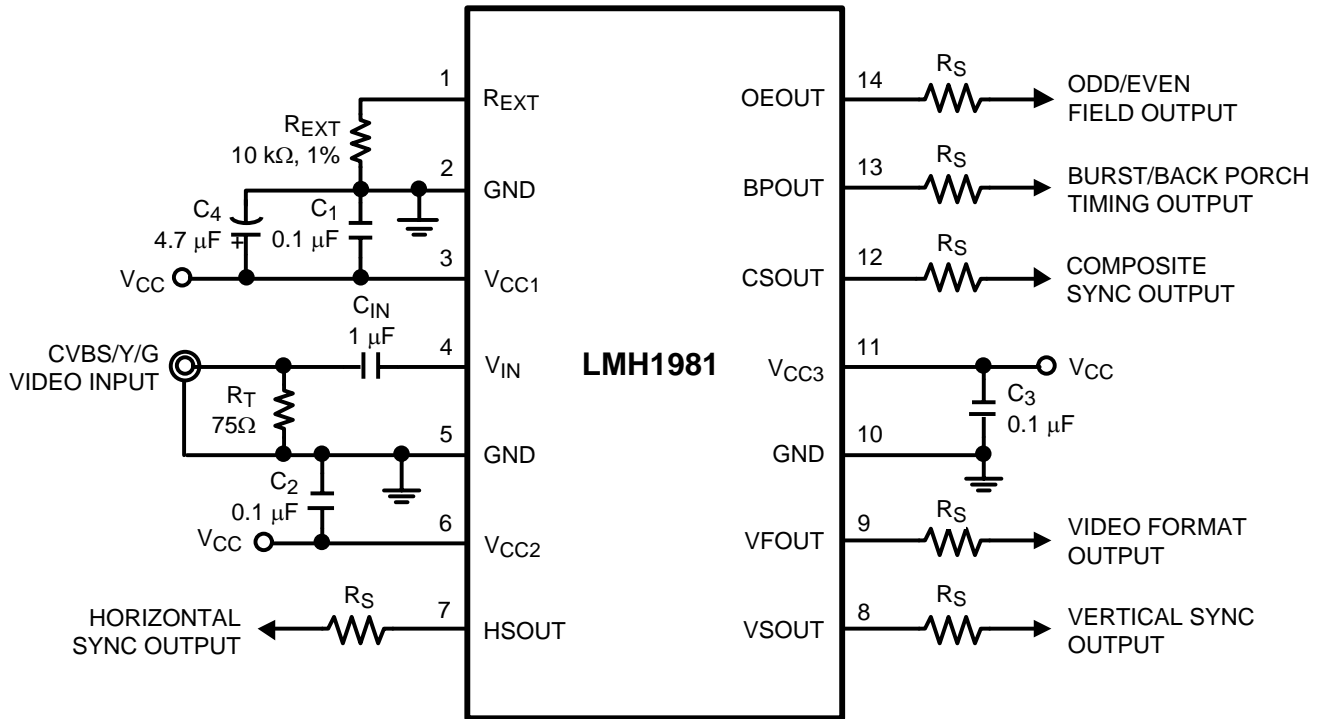 1
R_EXT
R_EXT
10 kΩ, 1%
2
GND
C4
4.7 µF +
C1
0.1 µF
3
VCC
VCC1
CIN
1 µF
CVBS/Y/G
VIDEO INPUT
4
VIN
RT
75Ω
5
GND
C2
0.1 µF
6
VCC
VCC2
HORIZONTAL
SYNC OUTPUT
RS
7
HSOUT
LMH1981
OEOUT
14
RS
ODD/EVEN
FIELD OUTPUT
BPOUT
13
RS
BURST/BACK PORCH
TIMING OUTPUT
CSOUT
12
RS
COMPOSITE
SYNC OUTPUT
VCC3
11
VCC
C3
0.1 µF
GND
10
VFOUT
9
RS
VIDEO FORMAT
OUTPUT
VSOUT
8
RS
VERTICAL SYNC
OUTPUT